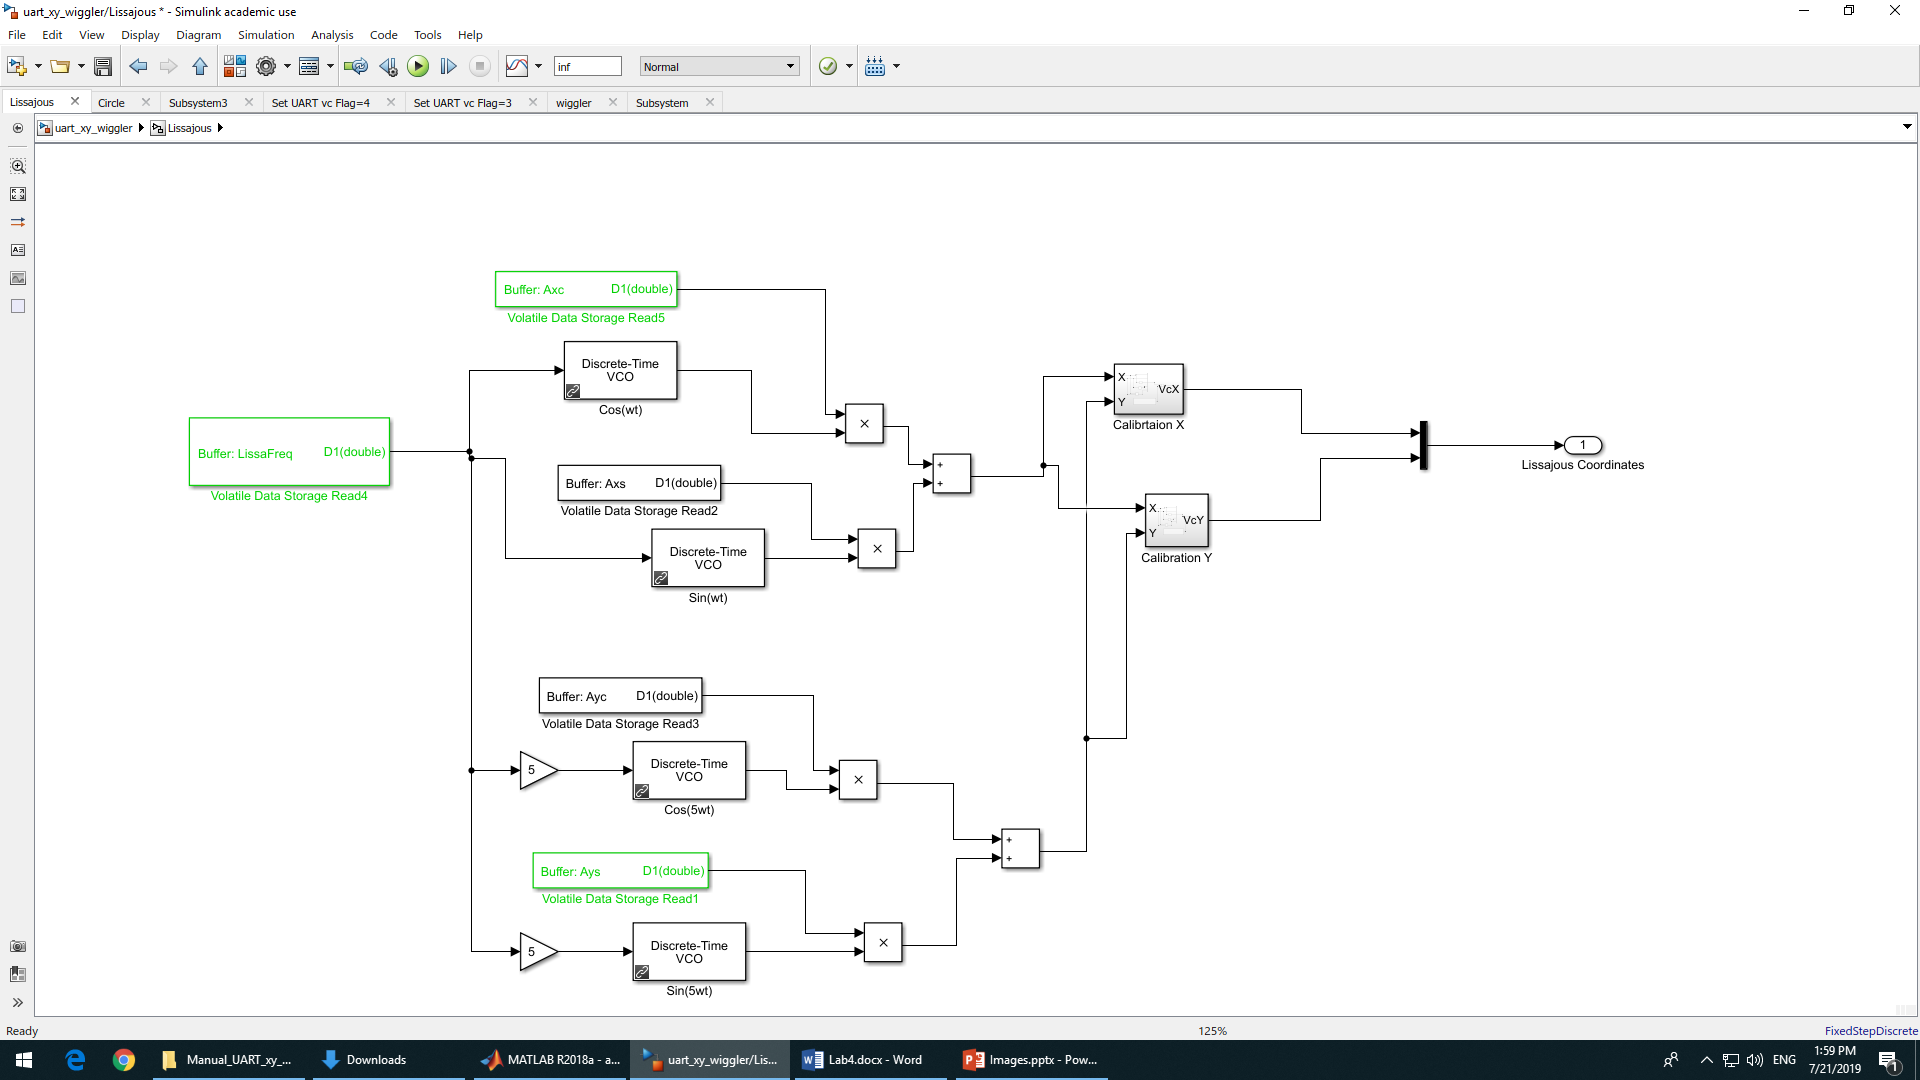 uart_xy_wiggler/Lissajous * - Simulink academic use
File Edit View Display Diagram Simulation Analysis Code Tools Help
inf Normal
Lissajous Circle Subsystem3 Set UART vc Flag=4 Set UART vc Flag=3 wiggler Subsystem
uart_xy_wiggler Lissajous
Buffer: Axc D1(double)
Volatile Data Storage Read5
Discrete-Time
VCO
Cos(wt)
×
Buffer: LissaFreq D1(double)
Volatile Data Storage Read4
Buffer: Axs D1(double)
Volatile Data Storage Read2
Discrete-Time
VCO
Sin(wt)
×
+
+
X
Y
VcX
Calibrtaion X
X
Y
VcY
Calibration Y
1
Lissajous Coordinates
Buffer: Ayc D1(double)
Volatile Data Storage Read3
5
Discrete-Time
VCO
Cos(5wt)
×
+
+
Buffer: Ays D1(double)
Volatile Data Storage Read1
5
Discrete-Time
VCO
Sin(5wt)
×
Ready 125% FixedStepDiscrete
Manual_UART_xy_... Downloads MATLAB R2018a - a... uart_xy_wiggler/Lis... Lab4.docx - Word Images.pptx - Pow... ENG
1:59 PM
7/21/2019
1